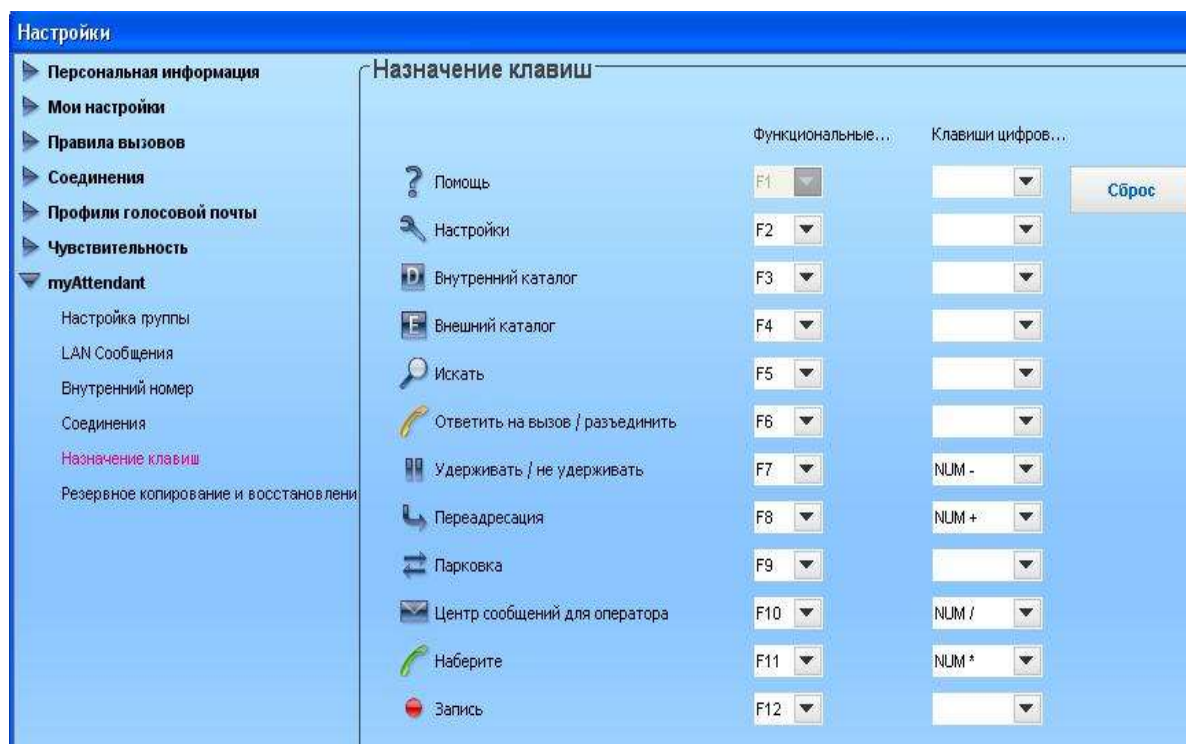 Настройки
Персональная информация
Мои настройки
Правила вызовов
Соединения
Профили голосовой почты
Чувствительность
myAttendant
Настройка группы
LAN Сообщения
Внутренний номер
Соединения
Назначение клавиш
Резервное копирование и восстановлени
Назначение клавиш
Функциональные... Клавиши цифров...
Помощь F1
Сброс
Настройки F2
D Внутренний каталог F3
E Внешний каталог F4
Искать F5
Ответить на вызов / разъединить F6
Удерживать / не удерживать F7 NUM -
Переадресация F8 NUM +
Парковка F9
Центр сообщений для оператора F10 NUM /
Наберите F11 NUM *
Запись F12